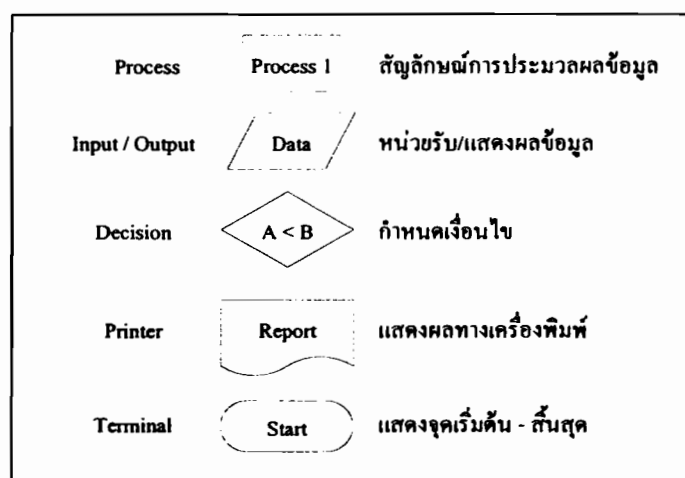 Process Process 1 สัญลักษณ์การประมวลผลข้อมูล
Input / Output Data หน่วยรับ/แสดงผลข้อมูล
Decision A < B กำหนดเงื่อนไข
Printer Report แสดงผลทางเครื่องพิมพ์
Terminal Start แสดงจุดเริ่มต้น - สิ้นสุด